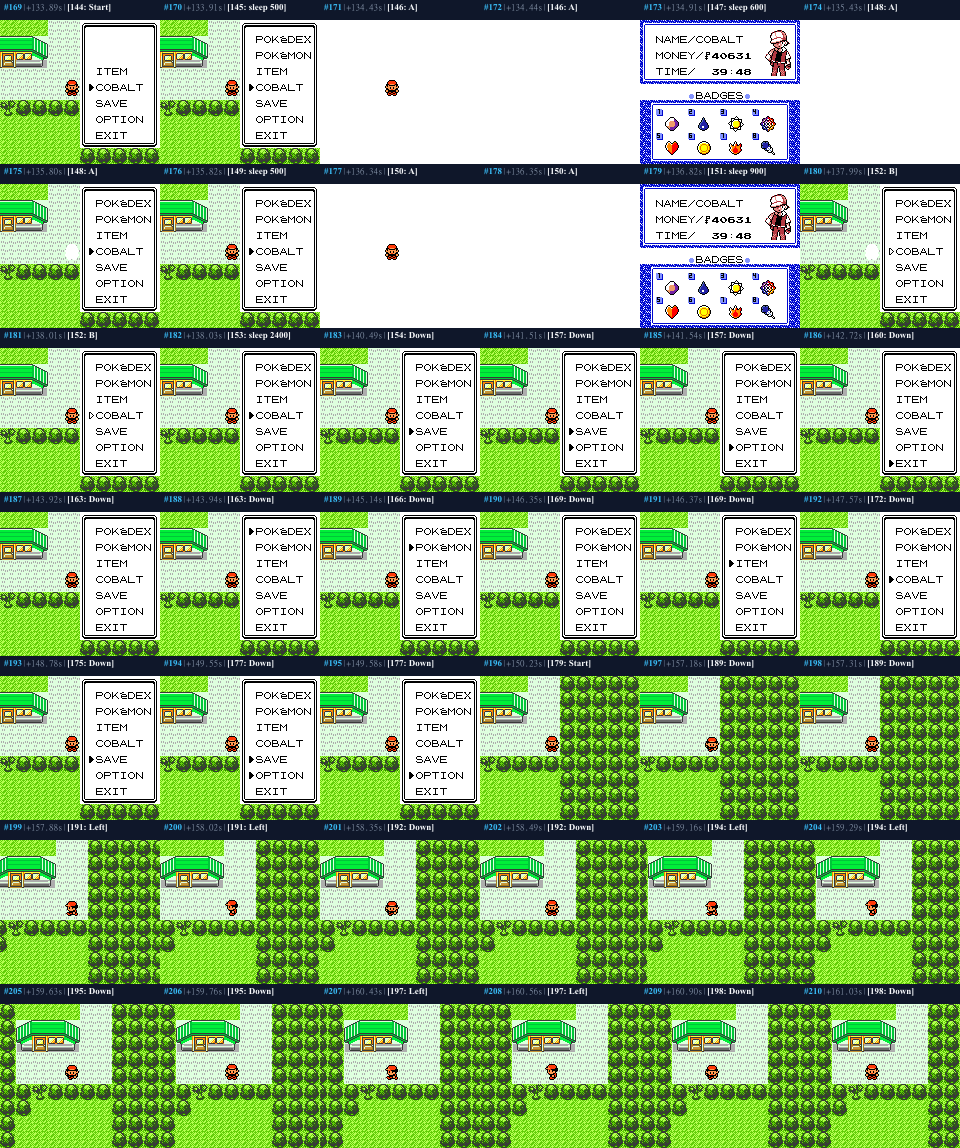 #169 |+133.89s| [144: Start]
#170 |+133.91s| [145: sleep 500]
#171 |+134.43s| [146: A]
#172 |+134.44s| [146: A]
#173 |+134.91s| [147: sleep 600]
#174 |+135.43s| [148: A]
ITEM
COBALT
SAVE
OPTION
EXIT
POKéDEX
POKéMON
ITEM
COBALT
SAVE
OPTION
EXIT
NAME/COBALT
MONEY/₽40631
TIME/ 39:48
BADGES
1 2 3 4
5 6 7 8
#175 |+135.80s| [148: A]
#176 |+135.82s| [149: sleep 500]
#177 |+136.34s| [150: A]
#178 |+136.35s| [150: A]
#179 |+136.82s| [151: sleep 900]
#180 |+137.99s| [152: B]
POKéDEX
POKéMON
ITEM
COBALT
SAVE
OPTION
EXIT
POKéDEX
POKéMON
ITEM
COBALT
SAVE
OPTION
EXIT
NAME/COBALT
MONEY/₽40631
TIME/ 39:48
BADGES
1 2 3 4
5 6 7 8
POKéDEX
POKéMON
ITEM
COBALT
SAVE
OPTION
EXIT
#181 |+138.01s| [152: B]
#182 |+138.03s| [153: sleep 2400]
#183 |+140.49s| [154: Down]
#184 |+141.51s| [157: Down]
#185 |+141.54s| [157: Down]
#186 |+142.72s| [160: Down]
POKéDEX
POKéMON
ITEM
COBALT
SAVE
OPTION
EXIT
POKéDEX
POKéMON
ITEM
COBALT
SAVE
OPTION
EXIT
POKéDEX
POKéMON
ITEM
COBALT
SAVE
OPTION
EXIT
POKéDEX
POKéMON
ITEM
COBALT
SAVE
OPTION
EXIT
POKéDEX
POKéMON
ITEM
COBALT
SAVE
OPTION
EXIT
POKéDEX
POKéMON
ITEM
COBALT
SAVE
OPTION
EXIT
#187 |+143.92s| [163: Down]
#188 |+143.94s| [163: Down]
#189 |+145.14s| [166: Down]
#190 |+146.35s| [169: Down]
#191 |+146.37s| [169: Down]
#192 |+147.57s| [172: Down]
POKéDEX
POKéMON
ITEM
COBALT
SAVE
OPTION
EXIT
POKéDEX
POKéMON
ITEM
COBALT
SAVE
OPTION
EXIT
POKéDEX
POKéMON
ITEM
COBALT
SAVE
OPTION
EXIT
POKéDEX
POKéMON
ITEM
COBALT
SAVE
OPTION
EXIT
POKéDEX
POKéMON
ITEM
COBALT
SAVE
OPTION
EXIT
POKéDEX
POKéMON
ITEM
COBALT
SAVE
OPTION
EXIT
#193 |+148.78s| [175: Down]
#194 |+149.55s| [177: Down]
#195 |+149.58s| [177: Down]
#196 |+150.23s| [179: Start]
#197 |+157.18s| [189: Down]
#198 |+157.31s| [189: Down]
POKéDEX
POKéMON
ITEM
COBALT
SAVE
OPTION
EXIT
POKéDEX
POKéMON
ITEM
COBALT
SAVE
OPTION
EXIT
POKéDEX
POKéMON
ITEM
COBALT
SAVE
OPTION
EXIT
#199 |+157.88s| [191: Left]
#200 |+158.02s| [191: Left]
#201 |+158.35s| [192: Down]
#202 |+158.49s| [192: Down]
#203 |+159.16s| [194: Left]
#204 |+159.29s| [194: Left]
#205 |+159.63s| [195: Down]
#206 |+159.76s| [195: Down]
#207 |+160.43s| [197: Left]
#208 |+160.56s| [197: Left]
#209 |+160.90s| [198: Down]
#210 |+161.03s| [198: Down]